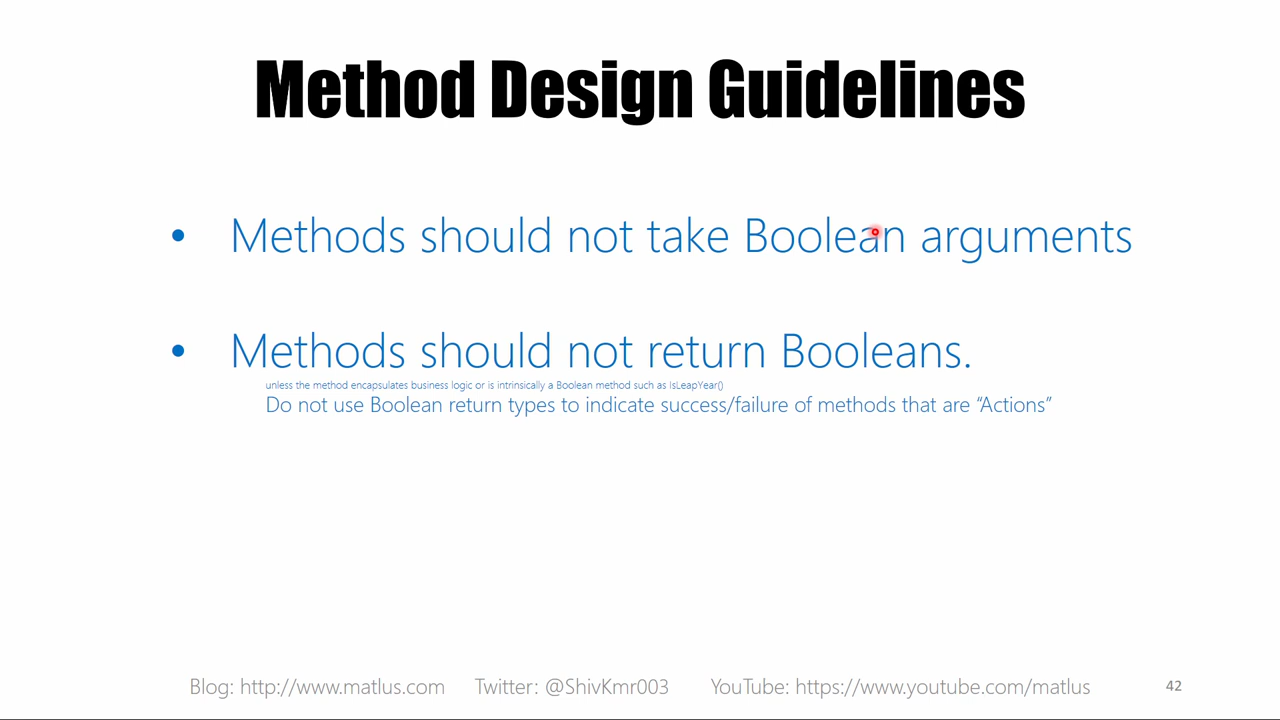 Method Design Guidelines
• Methods should not take Boolean arguments
• Methods should not return Booleans.
unless the method encapsulates business logic or is intrinsically a Boolean method such as IsLeapYear()
Do not use Boolean return types to indicate success/failure of methods that are “Actions”
Blog: http://www.matlus.com Twitter: @ShivKmr003 YouTube: https://www.youtube.com/matlus 42